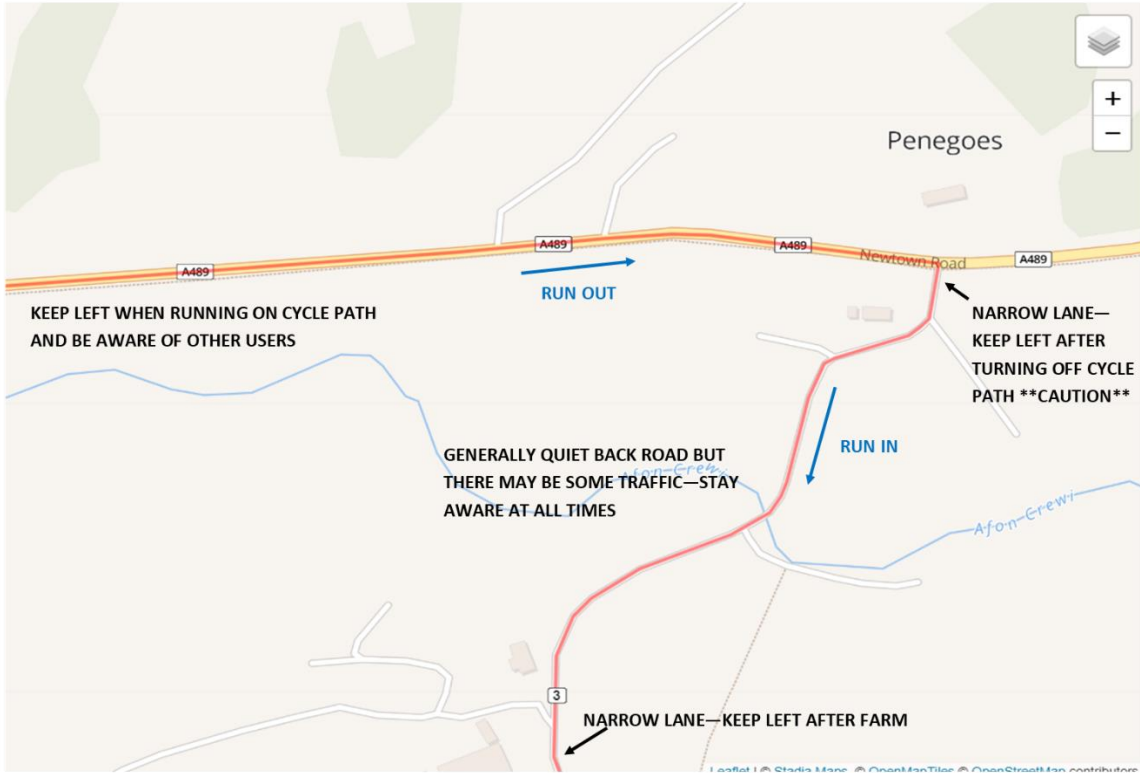 +
−
Penegoes
A489
A489
A489
Newtown Road
A489
RUN OUT
KEEP LEFT WHEN RUNNING ON CYCLE PATH
AND BE AWARE OF OTHER USERS
NARROW LANE—
KEEP LEFT AFTER
TURNING OFF CYCLE
PATH **CAUTION**
RUN IN
GENERALLY QUIET BACK ROAD BUT
THERE MAY BE SOME TRAFFIC—STAY
AWARE AT ALL TIMES
Afon Crewi
Afon Crewi
3
NARROW LANE—KEEP LEFT AFTER FARM
Leaflet | © Stadia Maps, © OpenMapTiles © OpenStreetMap contributors